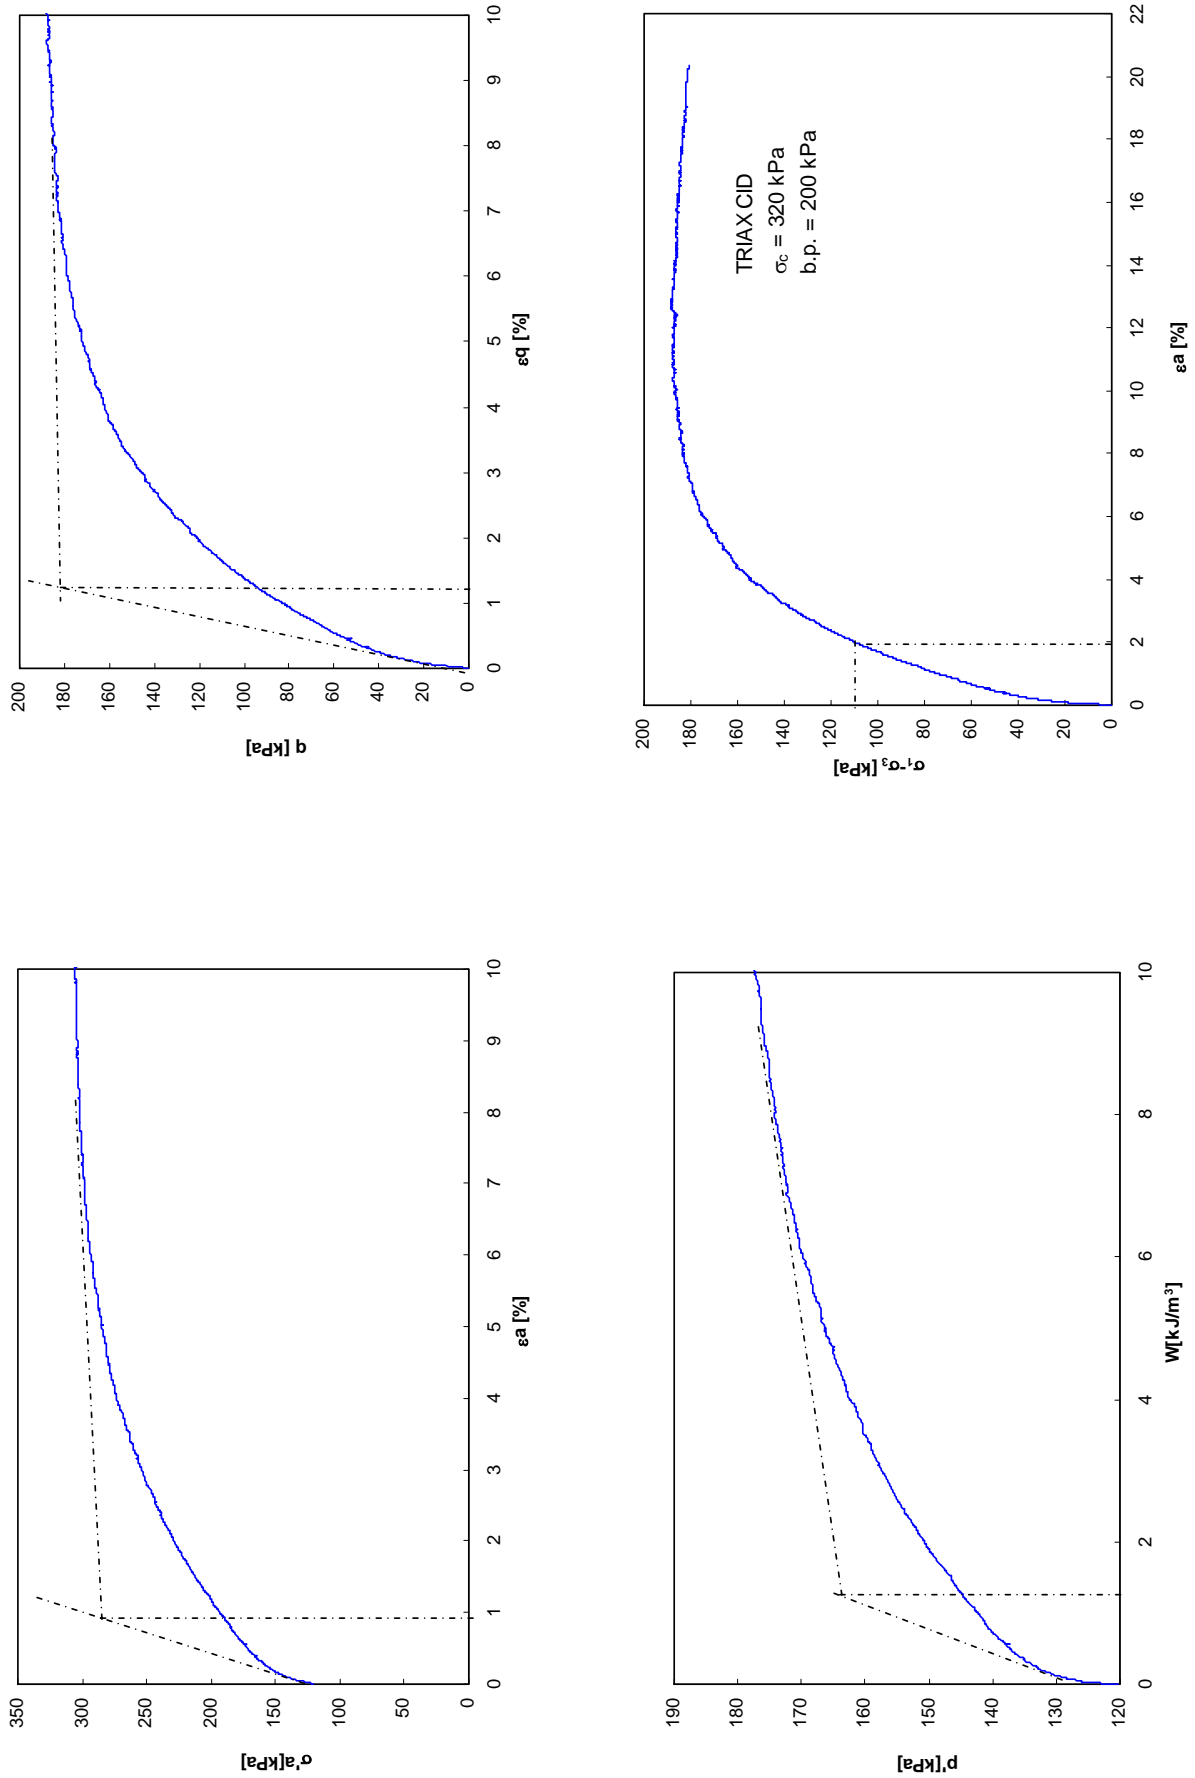 σ'a[kPa]
350
300
250
200
150
100
50
0
0 1 2 3 4 5 6 7 8 9 10
εa [%]
q [kPa]
200
180
160
140
120
100
80
60
40
20
0
0 1 2 3 4 5 6 7 8 9 10
εq [%]
p'[kPa]
190
180
170
160
150
140
130
120
0 2 4 6 8 10
W[kJ/m³]
σ₁-σ₃ [kPa]
200
180
160
140
120
100
80
60
40
20
0
TRIAX CID
σc = 320 kPa
b.p. = 200 kPa
0 2 4 6 8 10 12 14 16 18 20 22
εa [%]